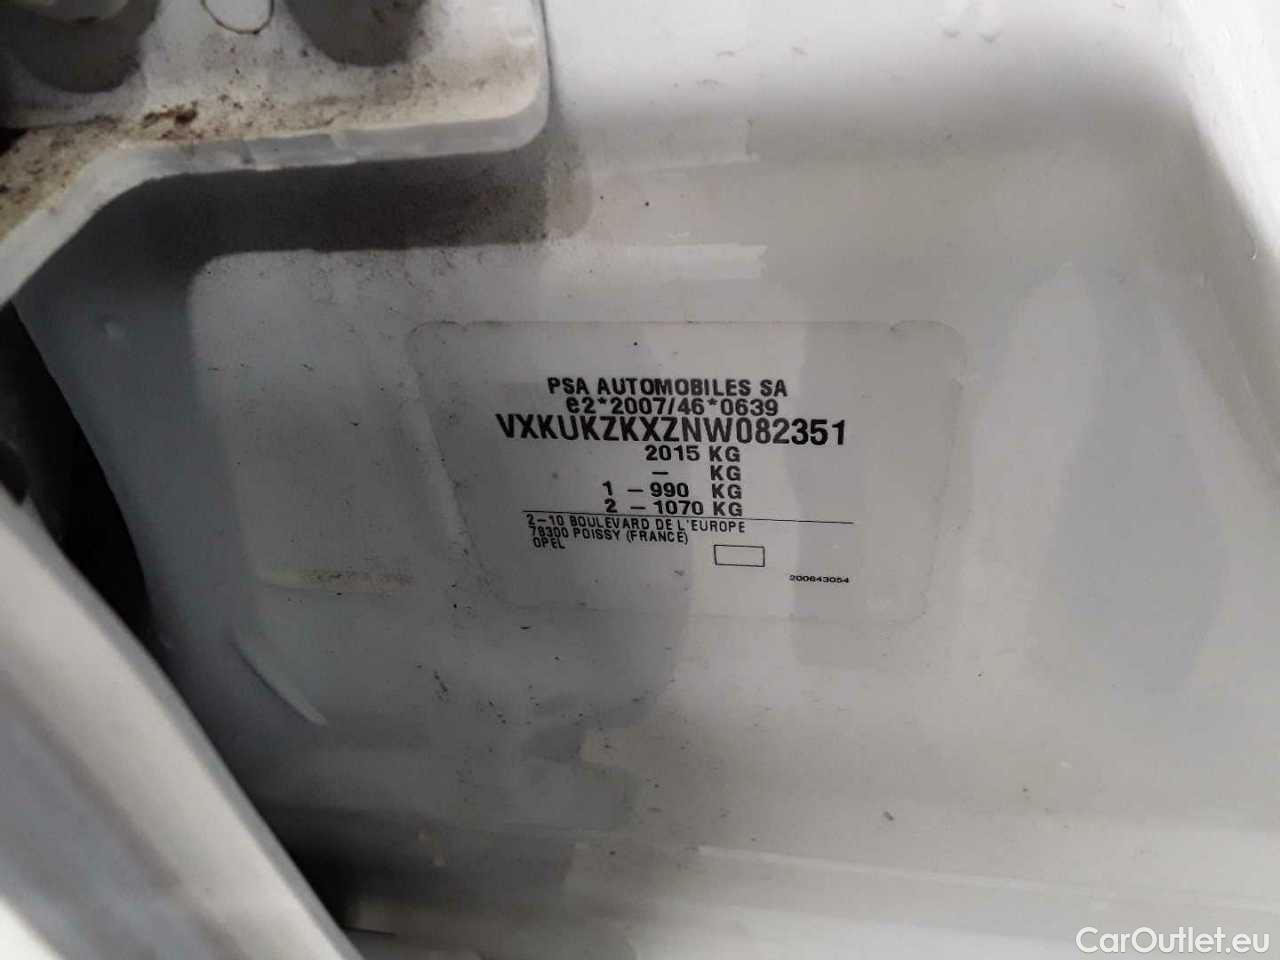 PSA AUTOMOBILES SA
e2*2007/46*0639
VXKUKZKXZNW082351
2015 KG
– KG
1 – 990 KG
2 – 1070 KG
2–10 BOULEVARD DE L'EUROPE
78300 POISSY (FRANCE)
OPEL
200643054
CarOutlet.eu